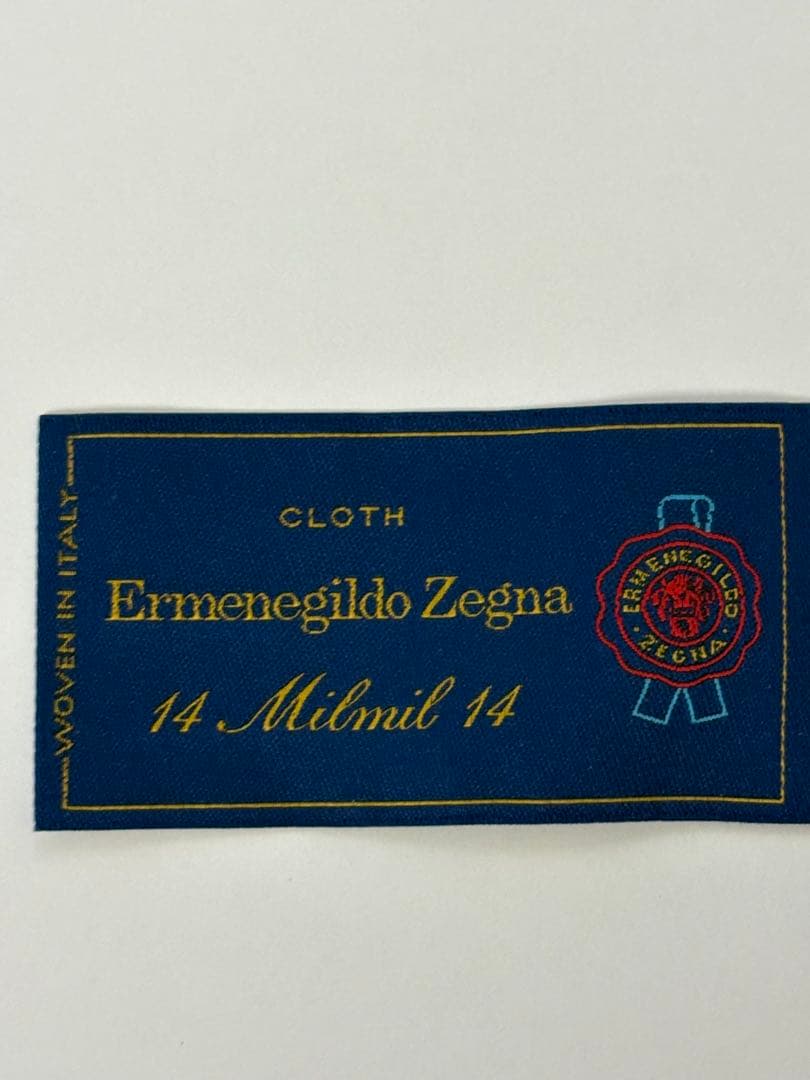 WOVEN IN ITALY
CLOTH
Ermenegildo Zegna
14 Milmil 14
ERMENEGILDO
· ZEGNA ·